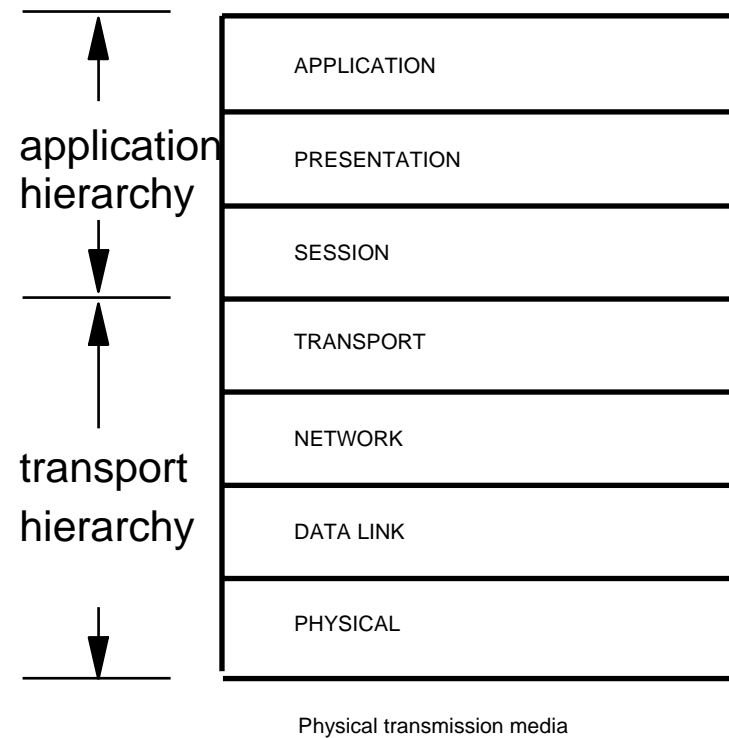 APPLICATION
application
hierarchy
PRESENTATION
SESSION
TRANSPORT
NETWORK
transport
hierarchy
DATA LINK
PHYSICAL
Physical transmission media